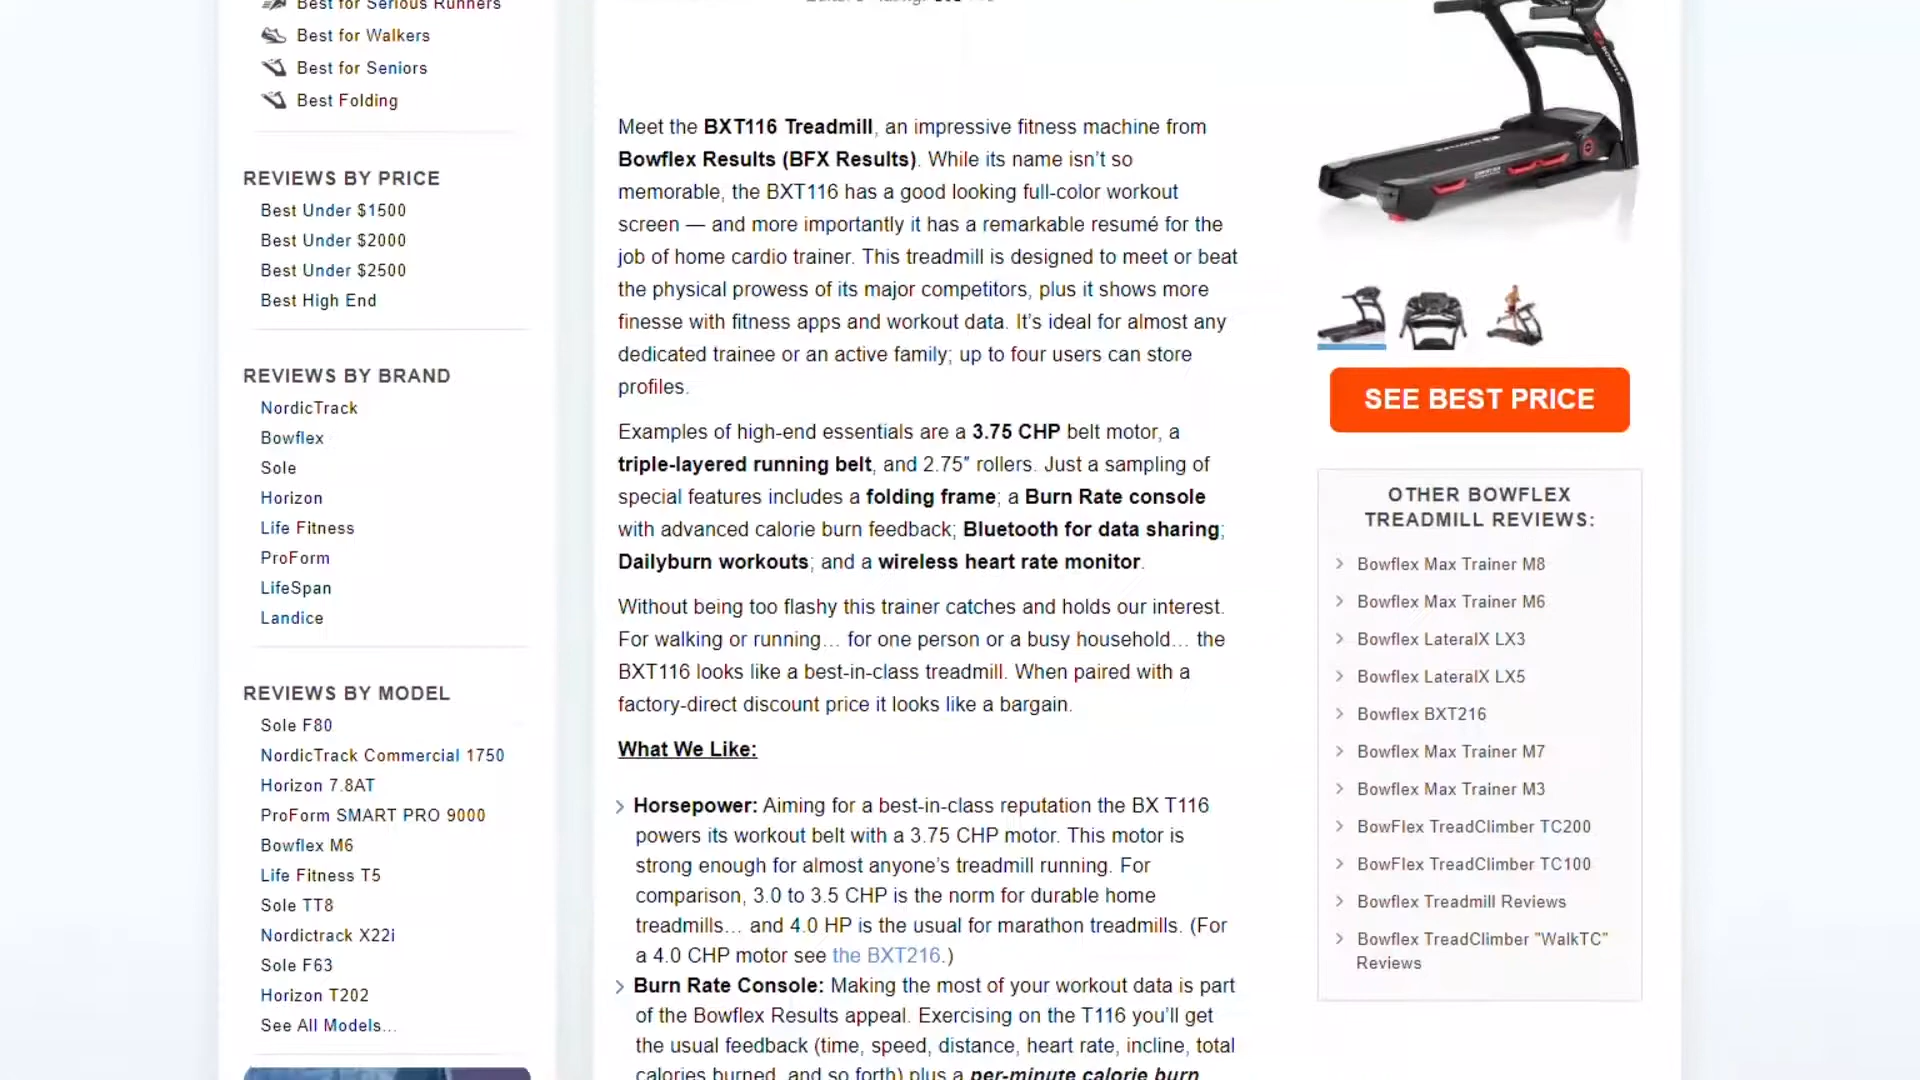 Best for Serious Runners
Best for Walkers
Best for Seniors
Best Folding
REVIEWS BY PRICE
Best Under $1500
Best Under $2000
Best Under $2500
Best High End
REVIEWS BY BRAND
NordicTrack
Bowflex
Sole
Horizon
Life Fitness
ProForm
LifeSpan
Landice
REVIEWS BY MODEL
Sole F80
NordicTrack Commercial 1750
Horizon 7.8AT
ProForm SMART PRO 9000
Bowflex M6
Life Fitness T5
Sole TT8
Nordictrack X22i
Sole F63
Horizon T202
See All Models...
Meet the BXT116 Treadmill, an impressive fitness machine from
Bowflex Results (BFX Results). While its name isn’t so
memorable, the BXT116 has a good looking full-color workout
screen — and more importantly it has a remarkable resumé for the
job of home cardio trainer. This treadmill is designed to meet or beat
the physical prowess of its major competitors, plus it shows more
finesse with fitness apps and workout data. It’s ideal for almost any
dedicated trainee or an active family; up to four users can store
profiles.
Examples of high-end essentials are a 3.75 CHP belt motor, a
triple-layered running belt, and 2.75″ rollers. Just a sampling of
special features includes a folding frame; a Burn Rate console
with advanced calorie burn feedback; Bluetooth for data sharing;
Dailyburn workouts; and a wireless heart rate monitor.
Without being too flashy this trainer catches and holds our interest.
For walking or running… for one person or a busy household… the
BXT116 looks like a best-in-class treadmill. When paired with a
factory-direct discount price it looks like a bargain.
What We Like:
Horsepower: Aiming for a best-in-class reputation the BX T116
powers its workout belt with a 3.75 CHP motor. This motor is
strong enough for almost anyone’s treadmill running. For
comparison, 3.0 to 3.5 CHP is the norm for durable home
treadmills… and 4.0 HP is the usual for marathon treadmills. (For
a 4.0 CHP motor see the BXT216.)
Burn Rate Console: Making the most of your workout data is part
of the Bowflex Results appeal. Exercising on the T116 you’ll get
the usual feedback (time, speed, distance, heart rate, incline, total
calories burned, and so forth) plus a per-minute calorie burn
BOWFLEX
SEE BEST PRICE
OTHER BOWFLEX
TREADMILL REVIEWS:
Bowflex Max Trainer M8
Bowflex Max Trainer M6
Bowflex LateralX LX3
Bowflex LateralX LX5
Bowflex BXT216
Bowflex Max Trainer M7
Bowflex Max Trainer M3
BowFlex TreadClimber TC200
BowFlex TreadClimber TC100
Bowflex Treadmill Reviews
Bowflex TreadClimber "WalkTC"
Reviews